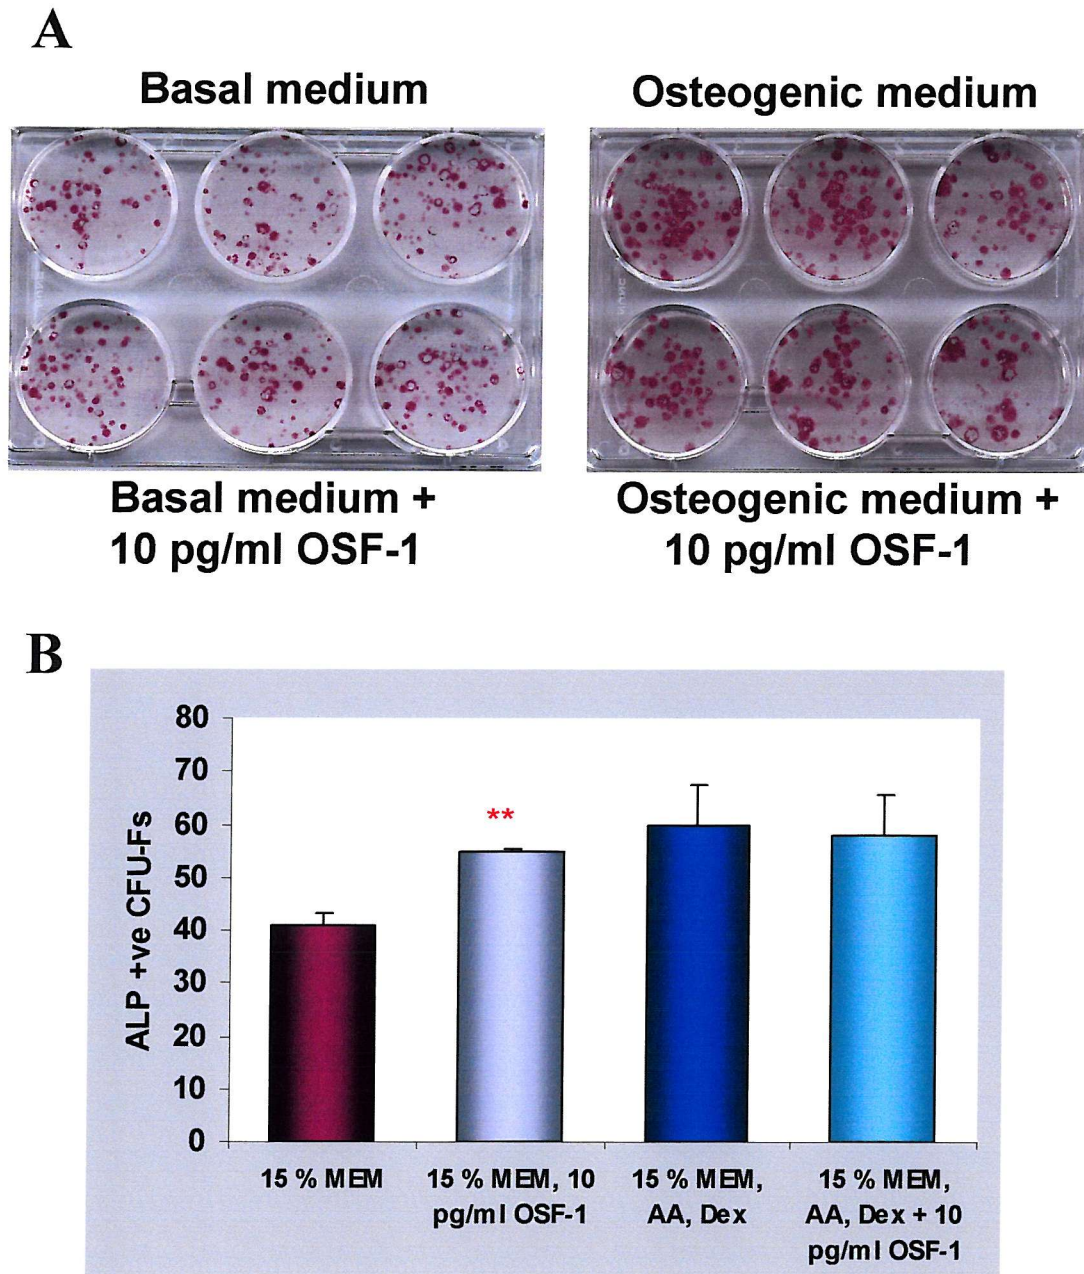 A
Basal medium
Osteogenic medium
Basal medium +
10 pg/ml OSF-1
Osteogenic medium +
10 pg/ml OSF-1
B
80
70
60
50
40
30
20
10
0
ALP +ve CFU-Fs
**
15 % MEM
15 % MEM, 10
pg/ml OSF-1
15 % MEM,
AA, Dex
15 % MEM,
AA, Dex + 10
pg/ml OSF-1